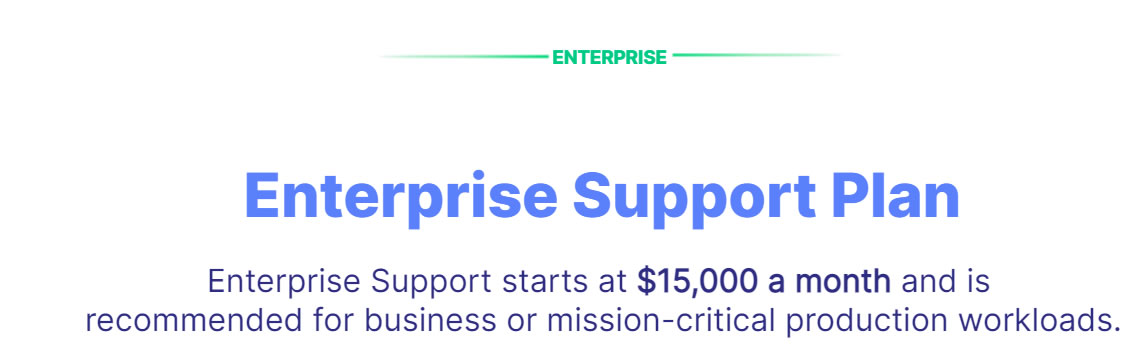 ENTERPRISE
Enterprise Support Plan
Enterprise Support starts at $15,000 a month and is
recommended for business or mission-critical production workloads.